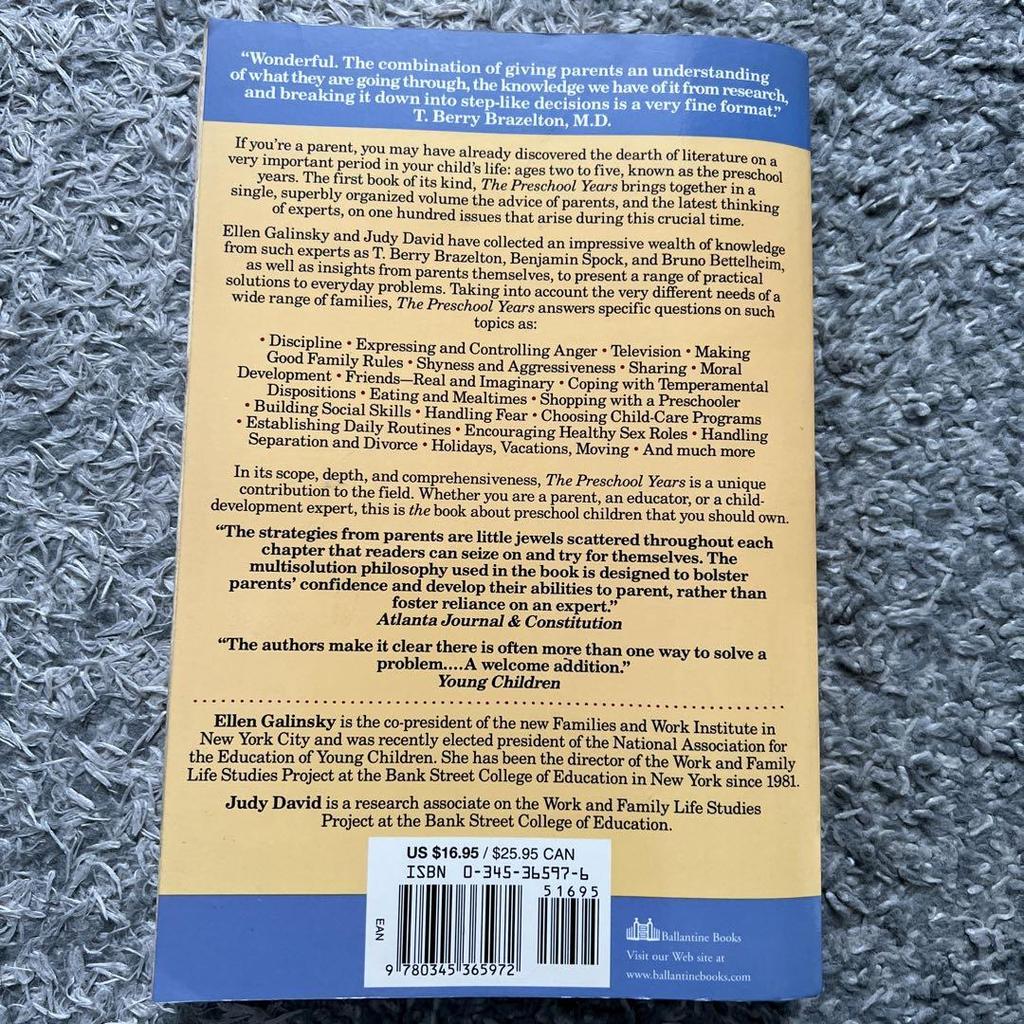 “Wonderful. The combination of giving parents an understanding
of what they are going through, the knowledge we have of it from research,
and breaking it down into step-like decisions is a very fine format.”
T. Berry Brazelton, M.D.
If you’re a parent, you may have already discovered the dearth of literature on a
very important period in your child’s life: ages two to five, known as the preschool
years. The first book of its kind, The Preschool Years brings together in a
single, superbly organized volume the advice of parents, and the latest thinking
of experts, on one hundred issues that arise during this crucial time.
Ellen Galinsky and Judy David have collected an impressive wealth of knowledge
from such experts as T. Berry Brazelton, Benjamin Spock, and Bruno Bettelheim,
as well as insights from parents themselves, to present a range of practical
solutions to everyday problems. Taking into account the very different needs of a
wide range of families, The Preschool Years answers specific questions on such
topics as:
• Discipline • Expressing and Controlling Anger • Television • Making
Good Family Rules • Shyness and Aggressiveness • Sharing • Moral
Development • Friends—Real and Imaginary • Coping with Temperamental
Dispositions • Eating and Mealtimes • Shopping with a Preschooler
• Building Social Skills • Handling Fear • Choosing Child-Care Programs
• Establishing Daily Routines • Encouraging Healthy Sex Roles • Handling
Separation and Divorce • Holidays, Vacations, Moving • And much more
In its scope, depth, and comprehensiveness, The Preschool Years is a unique
contribution to the field. Whether you are a parent, an educator, or a child-
development expert, this is the book about preschool children that you should own.
“The strategies from parents are little jewels scattered throughout each
chapter that readers can seize on and try for themselves. The
multisolution philosophy used in the book is designed to bolster
parents’ confidence and develop their abilities to parent, rather than
foster reliance on an expert.”
Atlanta Journal & Constitution
“The authors make it clear there is often more than one way to solve a
problem....A welcome addition.”
Young Children
Ellen Galinsky is the co-president of the new Families and Work Institute in
New York City and was recently elected president of the National Association for
the Education of Young Children. She has been the director of the Work and Family
Life Studies Project at the Bank Street College of Education in New York since 1981.
Judy David is a research associate on the Work and Family Life Studies
Project at the Bank Street College of Education.
US $16.95 / $25.95 CAN
ISBN 0-345-36597-6
51695
EAN
9 780345 365972
Ballantine Books
Visit our Web site at
www.ballantinebooks.com